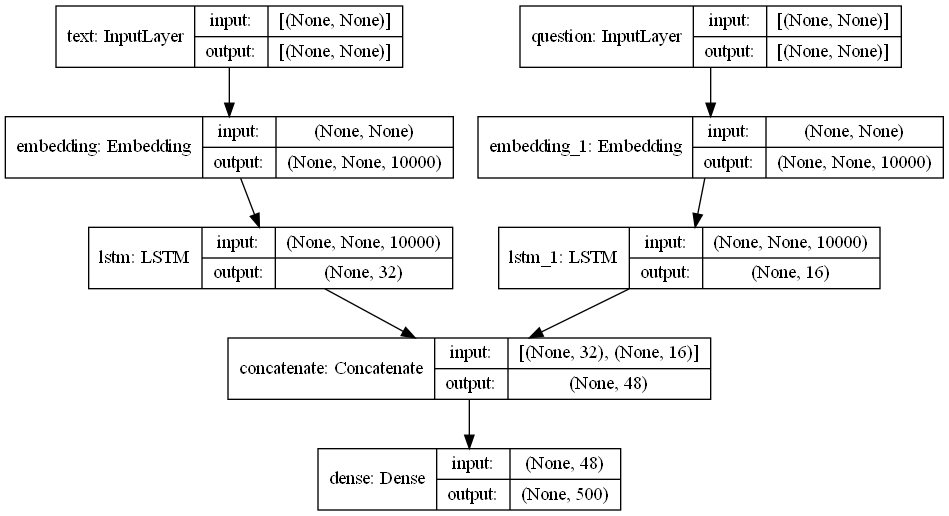 text: InputLayer input: [(None, None)] question: InputLayer input: [(None, None)]
output: [(None, None)] output: [(None, None)]
embedding: Embedding input: (None, None) embedding_1: Embedding input: (None, None)
output: (None, None, 10000) output: (None, None, 10000)
lstm: LSTM input: (None, None, 10000) lstm_1: LSTM input: (None, None, 10000)
output: (None, 32) output: (None, 16)
concatenate: Concatenate input: [(None, 32), (None, 16)]
output: (None, 48)
dense: Dense input: (None, 48)
output: (None, 500)